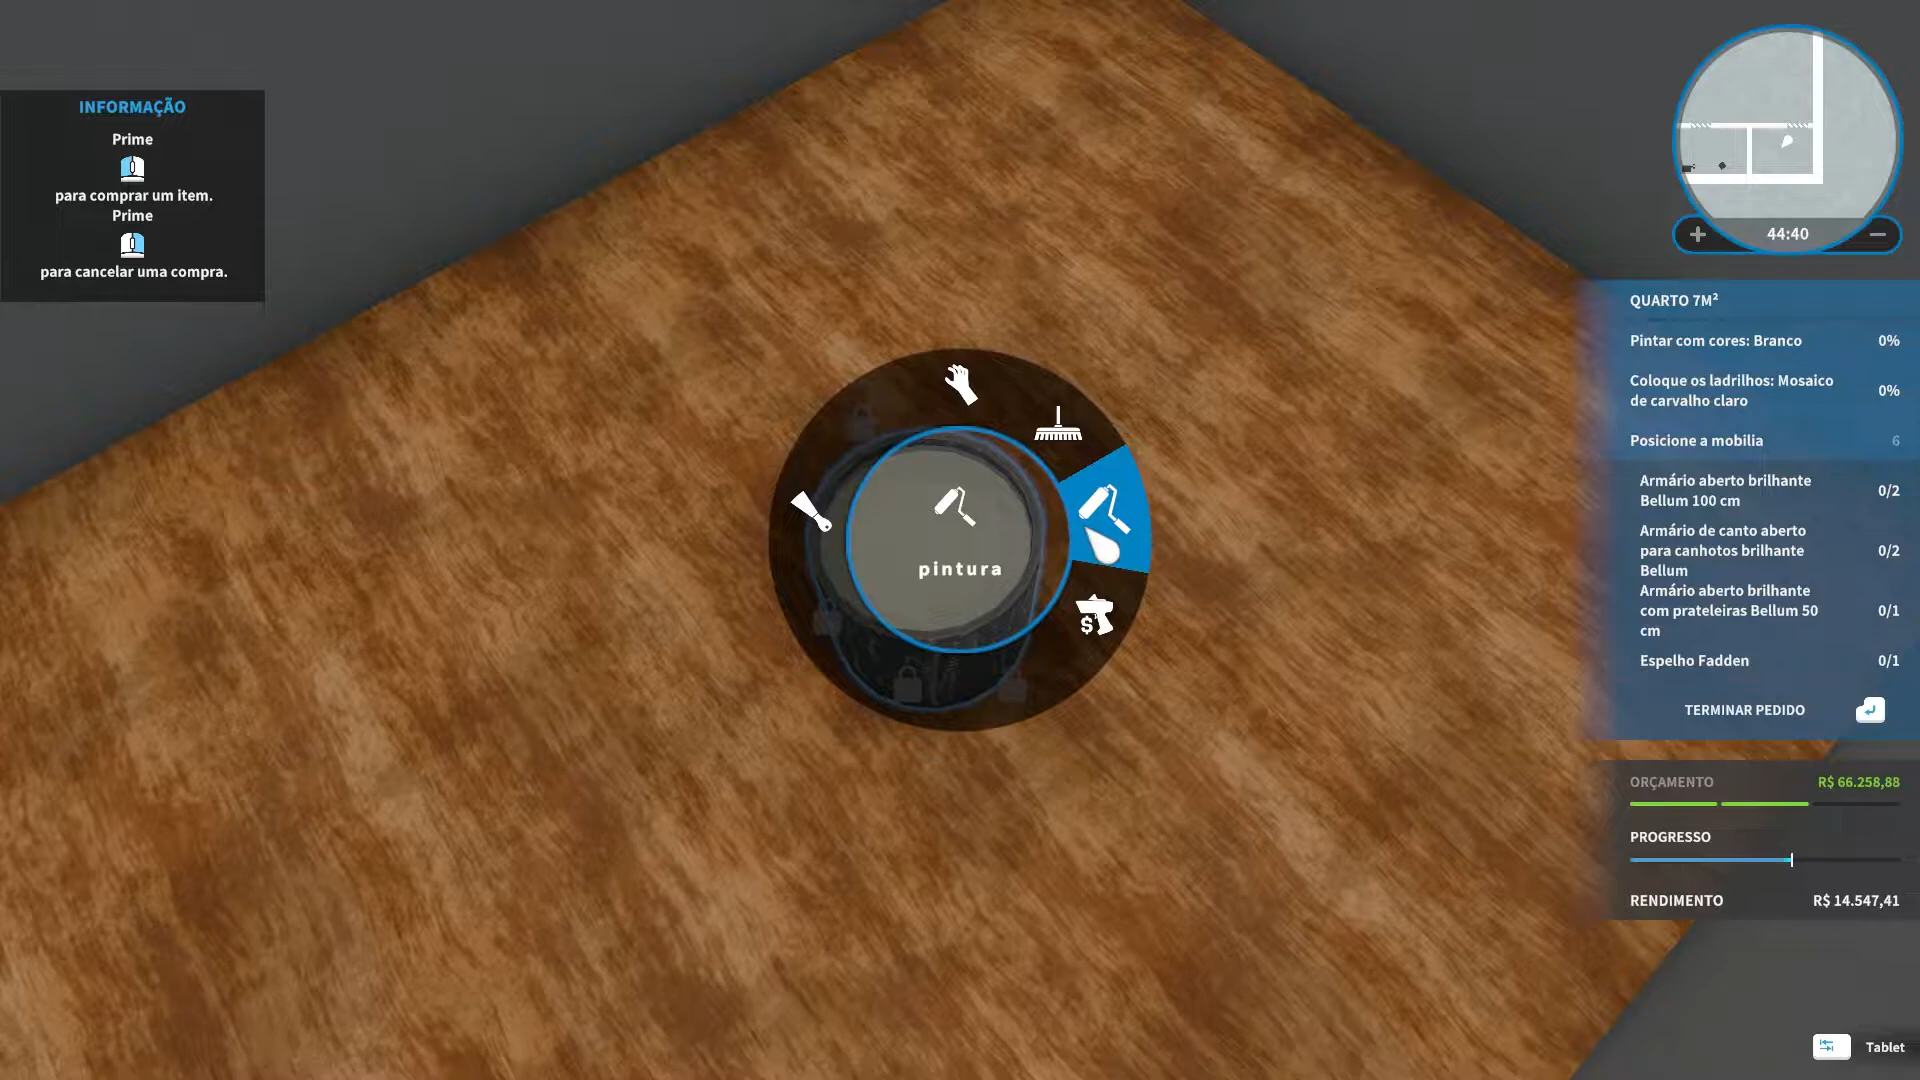 INFORMAÇÃO
Prime
para comprar um item.
Prime
para cancelar uma compra.
pintura
$
44:40
QUARTO 7M²
Pintar com cores: Branco 0%
Coloque os ladrilhos: Mosaico
de carvalho claro 0%
Posicione a mobilia 6
Armário aberto brilhante
Bellum 100 cm 0/2
Armário de canto aberto
para canhotos brilhante
Bellum 0/2
Armário aberto brilhante
com prateleiras Bellum 50
cm 0/1
Espelho Fadden 0/1
TERMINAR PEDIDO
ORÇAMENTO R$ 66.258,88
PROGRESSO
RENDIMENTO R$ 14.547,41
Tablet